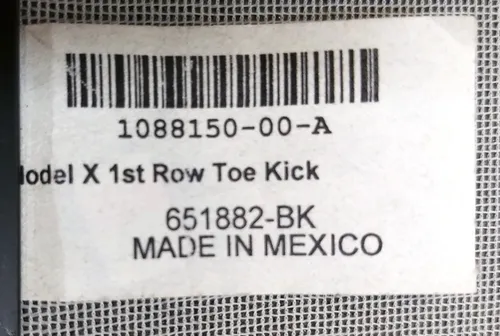 1088150-00-A
odel X 1st Row Toe Kick
651882-BK
MADE IN MEXICO